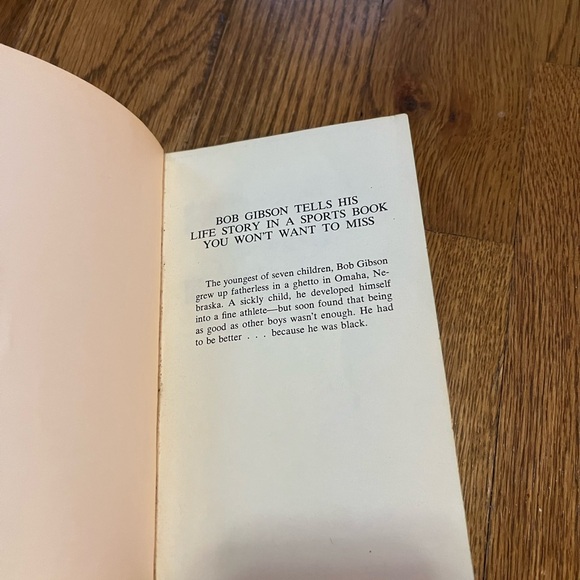 BOB GIBSON TELLS HIS
LIFE STORY IN A SPORTS BOOK
YOU WON'T WANT TO MISS
The youngest of seven children, Bob Gibson
grew up fatherless in a ghetto in Omaha, Ne-
braska. A sickly child, he developed himself
into a fine athlete—but soon found that being
as good as other boys wasn't enough. He had
to be better . . . because he was black.